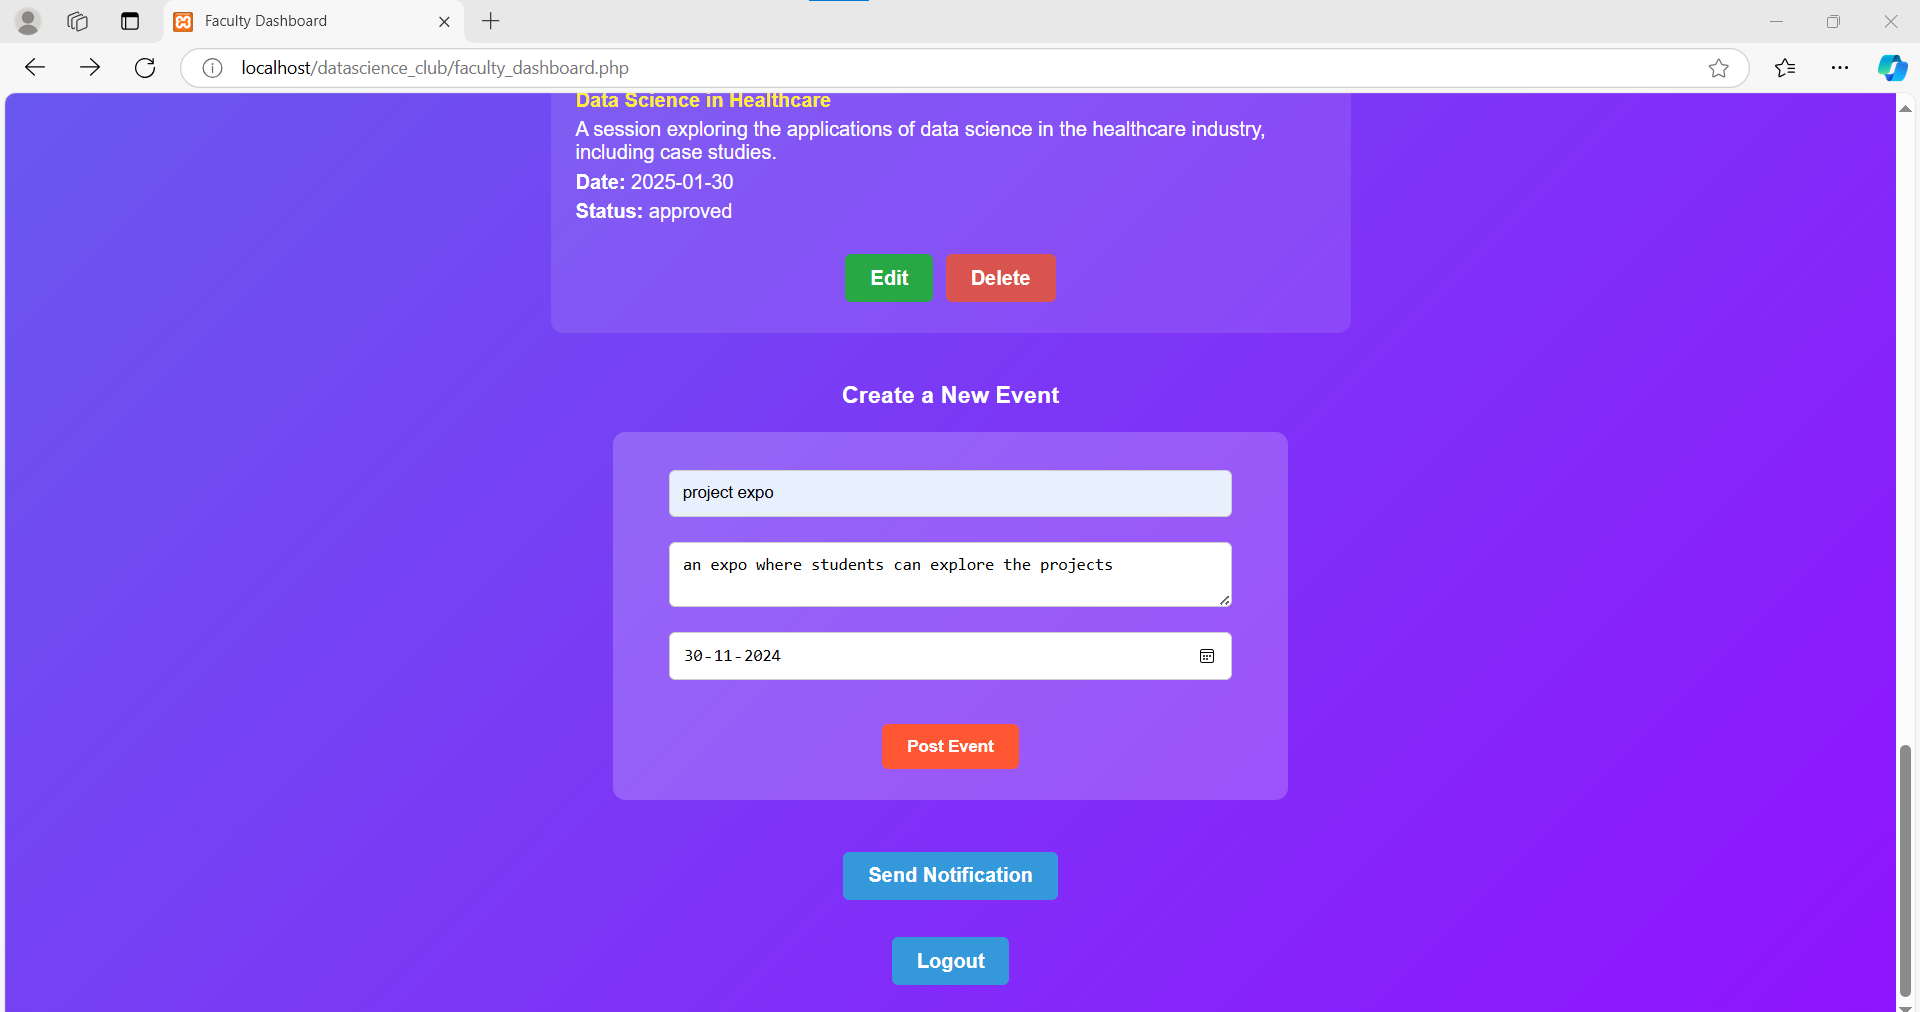 Faculty Dashboard
localhost/datascience_club/faculty_dashboard.php
Data Science in Healthcare
A session exploring the applications of data science in the healthcare industry,
including case studies.
Date: 2025-01-30
Status: approved
Edit Delete
Create a New Event
project expo
an expo where students can explore the projects
30-11-2024
Post Event
Send Notification
Logout